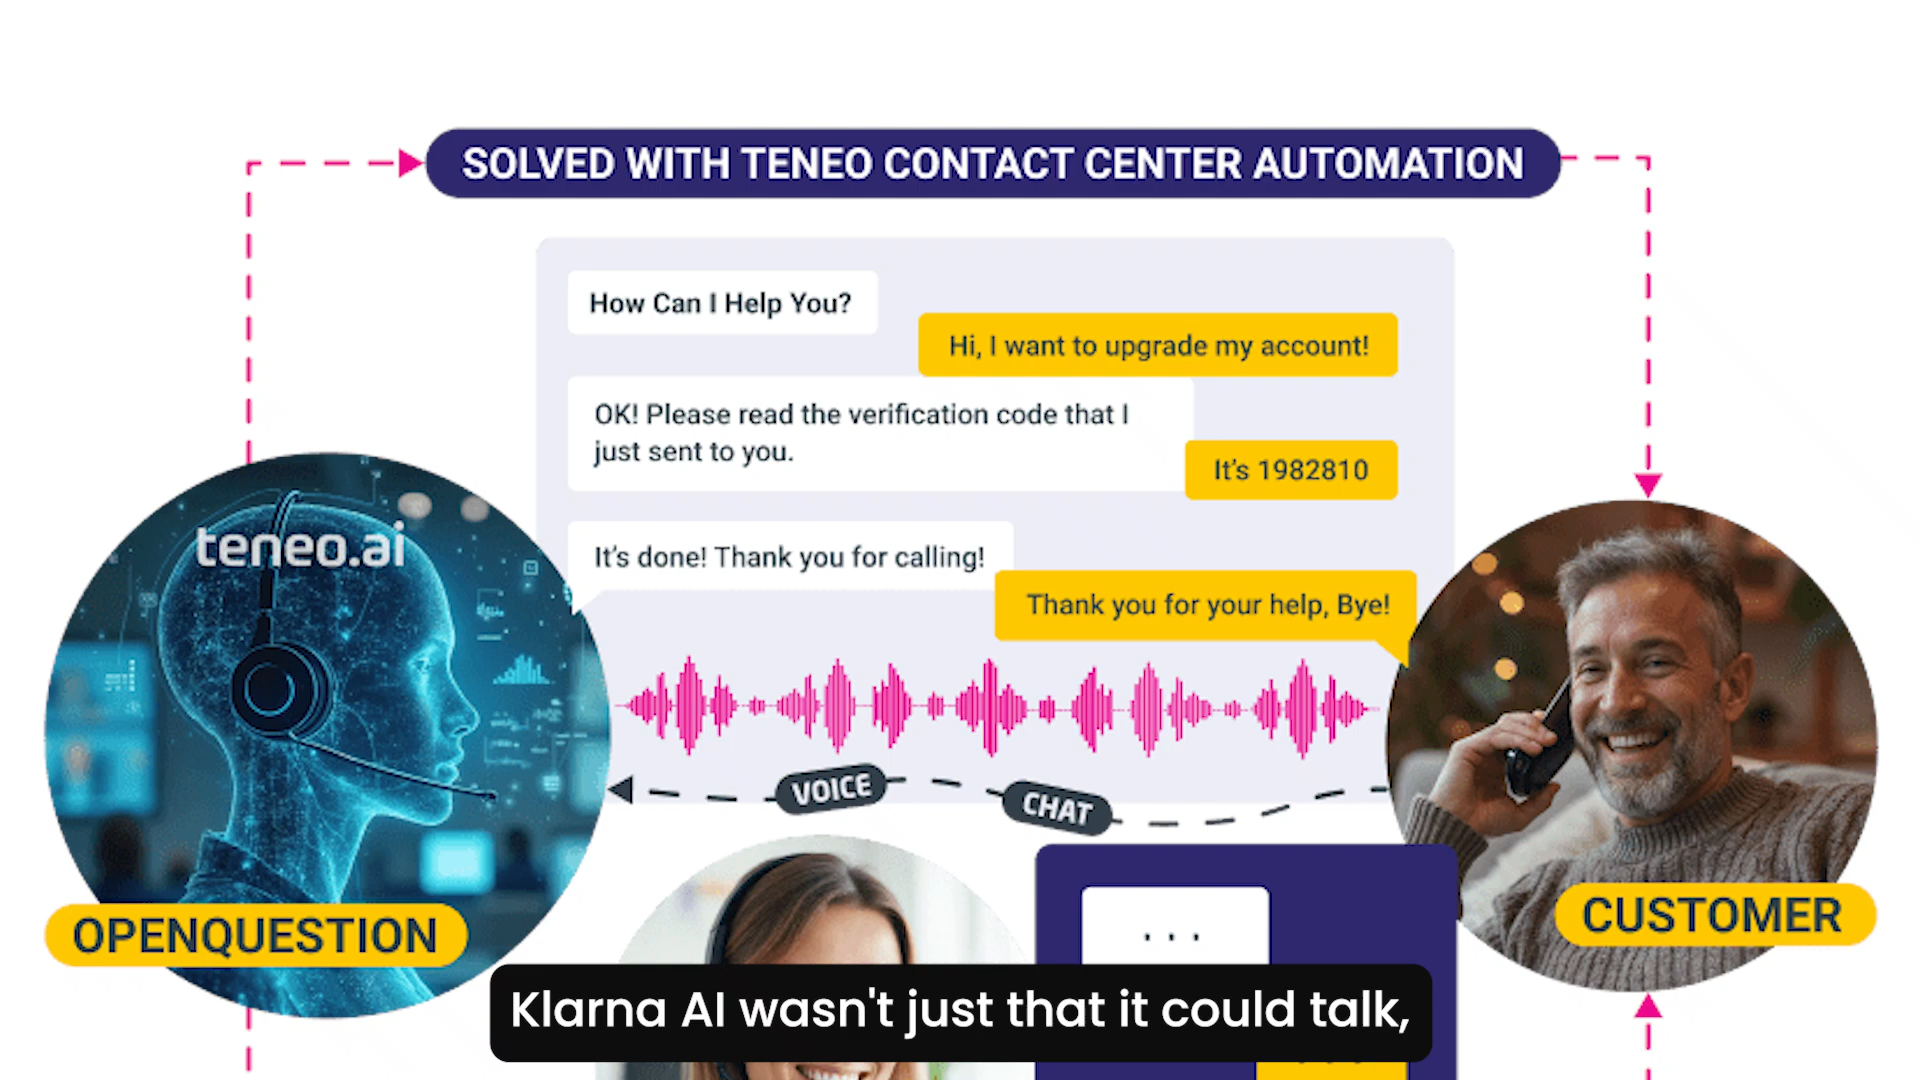 SOLVED WITH TENEO CONTACT CENTER AUTOMATION
How Can I Help You?
Hi, I want to upgrade my account!
OK! Please read the verification code that I
just sent to you.
It's 1982810
It's done! Thank you for calling!
Thank you for your help, Bye!
teneo.ai
VOICE
CHAT
OPENQUESTION
CUSTOMER
...
Klarna AI wasn't just that it could talk,